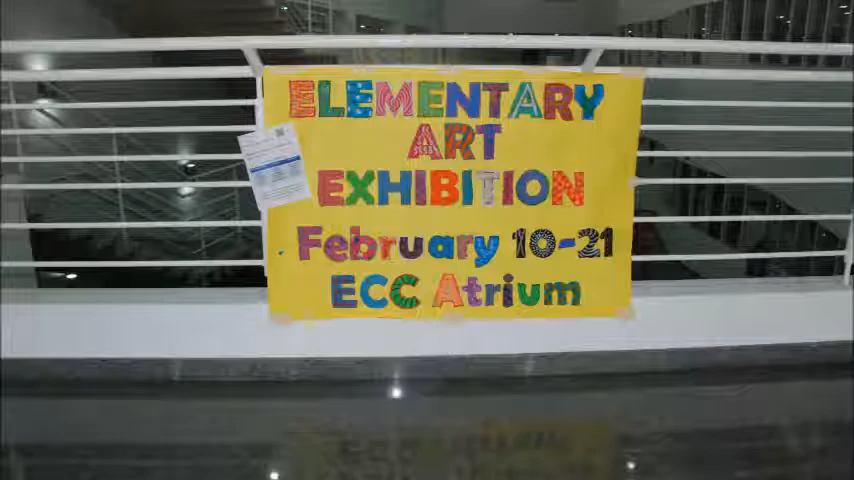 ELEMENTARY
ART
EXHIBITION
February 10-21
ECC Atrium